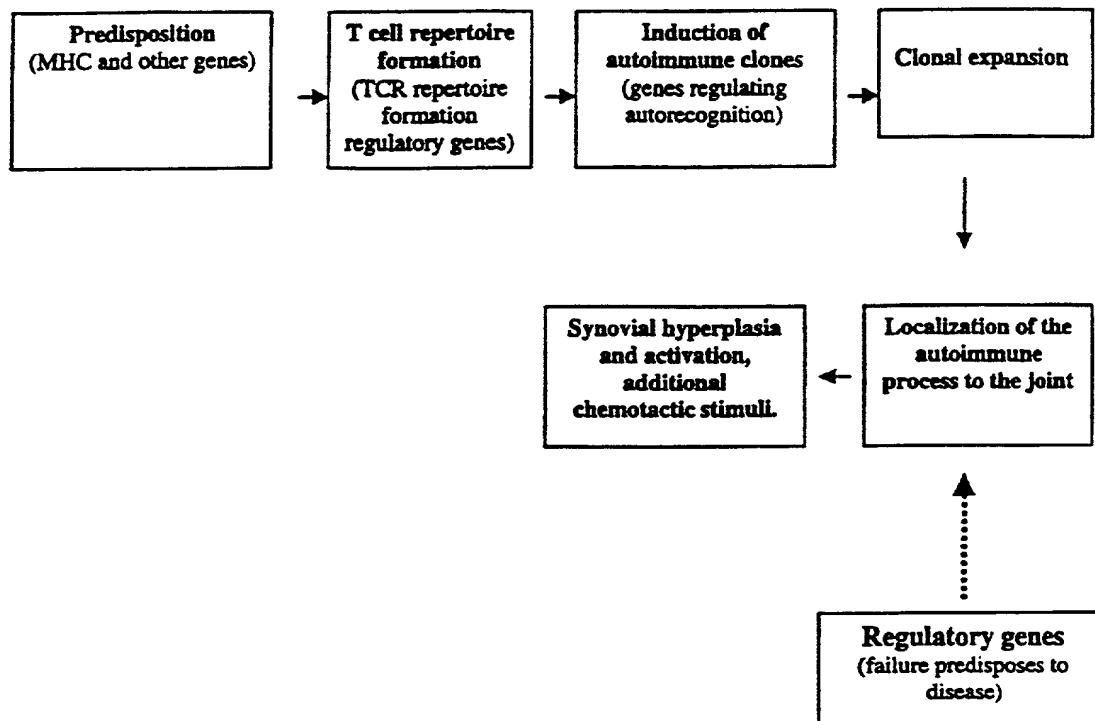 Predisposition
(MHC and other genes)
T cell repertoire
formation
(TCR repertoire
formation
regulatory genes)
Induction of
autoimmune clones
(genes regulating
autorecognition)
Clonal expansion
Localization of the
autoimmune
process to the joint
Synovial hyperplasia
and activation,
additional
chemotactic stimuli.
Regulatory genes
(failure predisposes to
disease)